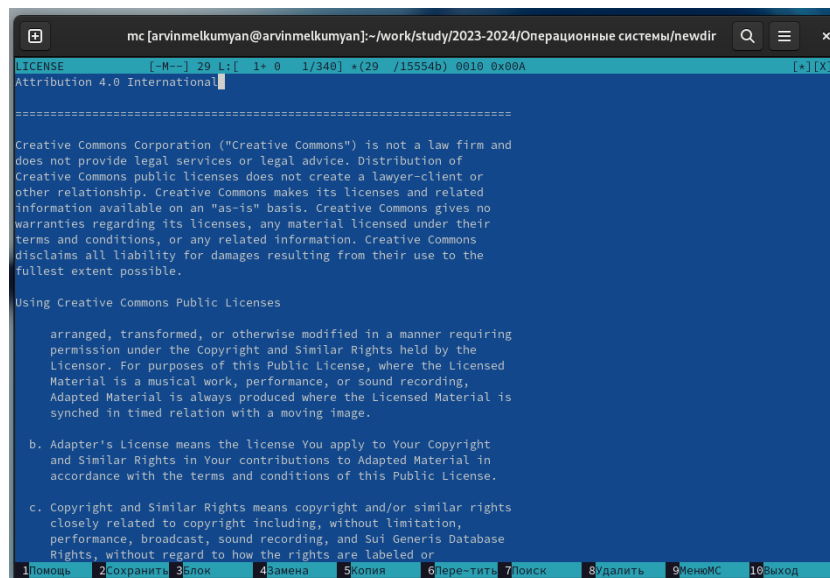 mc [arvinmelkumyan@arvinmelkumyan]:~/work/study/2023-2024/Операционные системы/newdir
LICENSE [-M--] 29 L:[ 1+ 0 1/340] *(29 /15554b) 0010 0x00A [*][X]
Attribution 4.0 International
=======================================================================
Creative Commons Corporation ("Creative Commons") is not a law firm and
does not provide legal services or legal advice. Distribution of
Creative Commons public licenses does not create a lawyer-client or
other relationship. Creative Commons makes its licenses and related
information available on an "as-is" basis. Creative Commons gives no
warranties regarding its licenses, any material licensed under their
terms and conditions, or any related information. Creative Commons
disclaims all liability for damages resulting from their use to the
fullest extent possible.
Using Creative Commons Public Licenses
arranged, transformed, or otherwise modified in a manner requiring
permission under the Copyright and Similar Rights held by the
Licensor. For purposes of this Public License, where the Licensed
Material is a musical work, performance, or sound recording,
Adapted Material is always produced where the Licensed Material is
synched in timed relation with a moving image.
b. Adapter's License means the license You apply to Your Copyright
and Similar Rights in Your contributions to Adapted Material in
accordance with the terms and conditions of this Public License.
c. Copyright and Similar Rights means copyright and/or similar rights
closely related to copyright including, without limitation,
performance, broadcast, sound recording, and Sui Generis Database
Rights, without regard to how the rights are labeled or
1Помощь 2Сохранить 3Блок 4Замена 5Копия 6Пере~тить 7Поиск 8Удалить 9МенюМС 10Выход